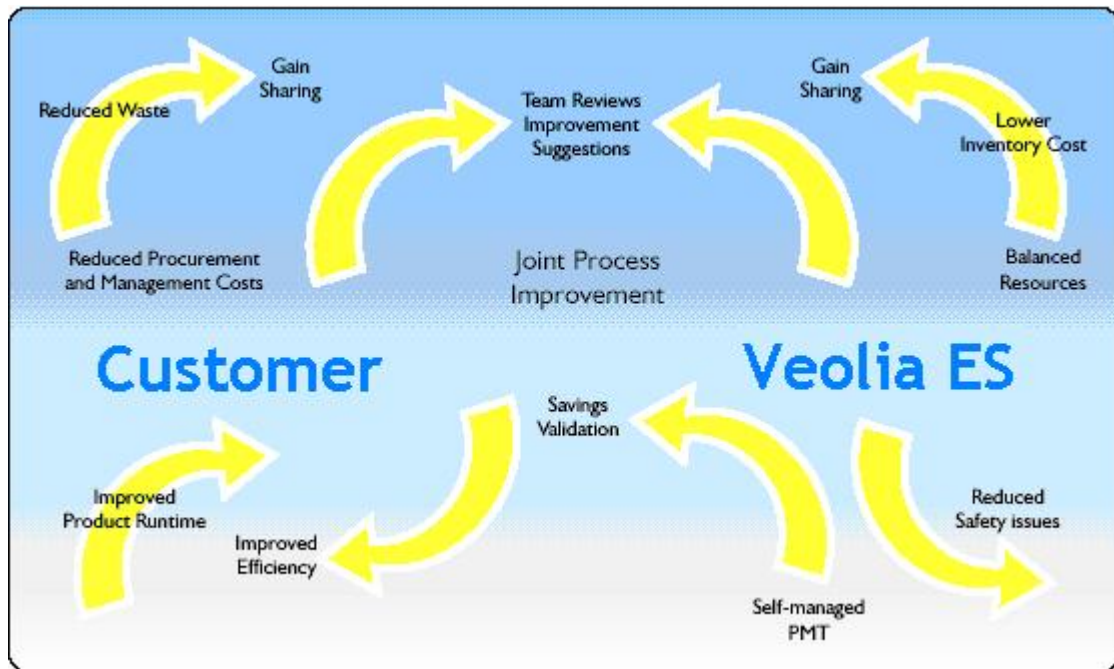 Gain
Sharing
Reduced Waste
Team Reviews
Improvement
Suggestions
Gain
Sharing
Lower
Inventory Cost
Reduced Procurement
and Management Costs
Joint Process
Improvement
Balanced
Resources
Customer
Veolia ES
Savings
Validation
Improved
Product Runtime
Improved
Efficiency
Reduced
Safety issues
Self-managed
PMT